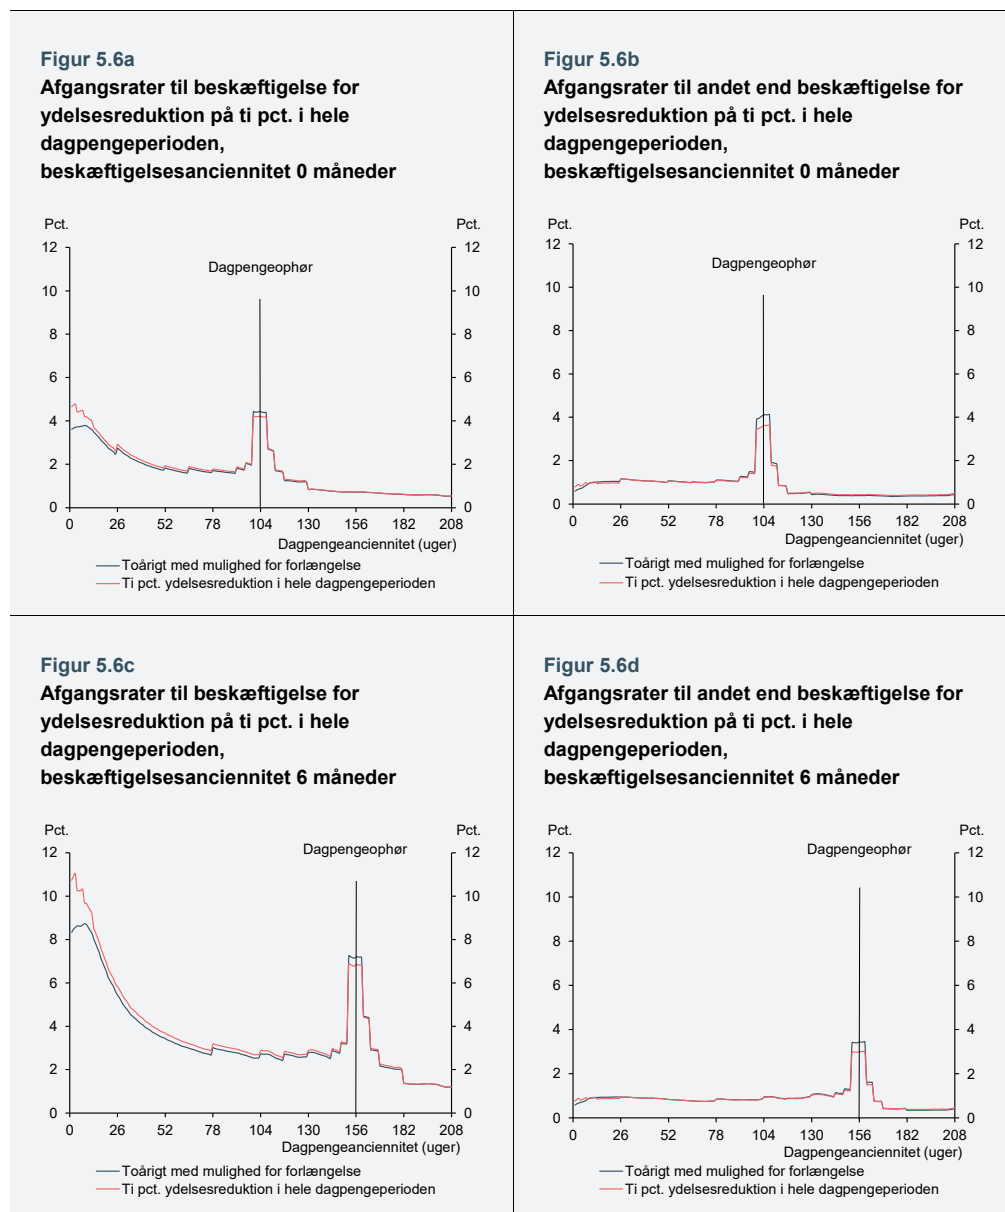 Figur 5.6a
Afgangsrater til beskæftigelse for
ydelsesreduktion på ti pct. i hele
dagpengeperioden,
beskæftigelsesanciennitet 0 måneder
Pct. Pct.
Dagpengeophør
12 12
10 10
8 8
6 6
4 4
2 2
0 0
0 26 52 78 104 130 156 182 208
Dagpengeanciennitet (uger)
Toårigt med mulighed for forlængelse
Ti pct. ydelsesreduktion i hele dagpengeperioden
Figur 5.6b
Afgangsrater til andet end beskæftigelse for
ydelsesreduktion på ti pct. i hele
dagpengeperioden,
beskæftigelsesanciennitet 0 måneder
Pct. Pct.
12 12
Dagpengeophør
10 10
8 8
6 6
4 4
2 2
0 0
0 26 52 78 104 130 156 182 208
Dagpengeanciennitet (uger)
Toårigt med mulighed for forlængelse
Ti pct. ydelsesreduktion i hele dagpengeperioden
Figur 5.6c
Afgangsrater til beskæftigelse for
ydelsesreduktion på ti pct. i hele
dagpengeperioden,
beskæftigelsesanciennitet 6 måneder
Pct. Pct.
12 12
Dagpengeophør
10 10
8 8
6 6
4 4
2 2
0 0
0 26 52 78 104 130 156 182 208
Dagpengeanciennitet (uger)
Toårigt med mulighed for forlængelse
Ti pct. ydelsesreduktion i hele dagpengeperioden
Figur 5.6d
Afgangsrater til andet end beskæftigelse for
ydelsesreduktion på ti pct. i hele
dagpengeperioden,
beskæftigelsesanciennitet 6 måneder
Pct. Pct.
12 12
Dagpengeophør
10 10
8 8
6 6
4 4
2 2
0 0
0 26 52 78 104 130 156 182 208
Dagpengeanciennitet (uger)
Toårigt med mulighed for forlængelse
Ti pct. ydelsesreduktion i hele dagpengeperioden